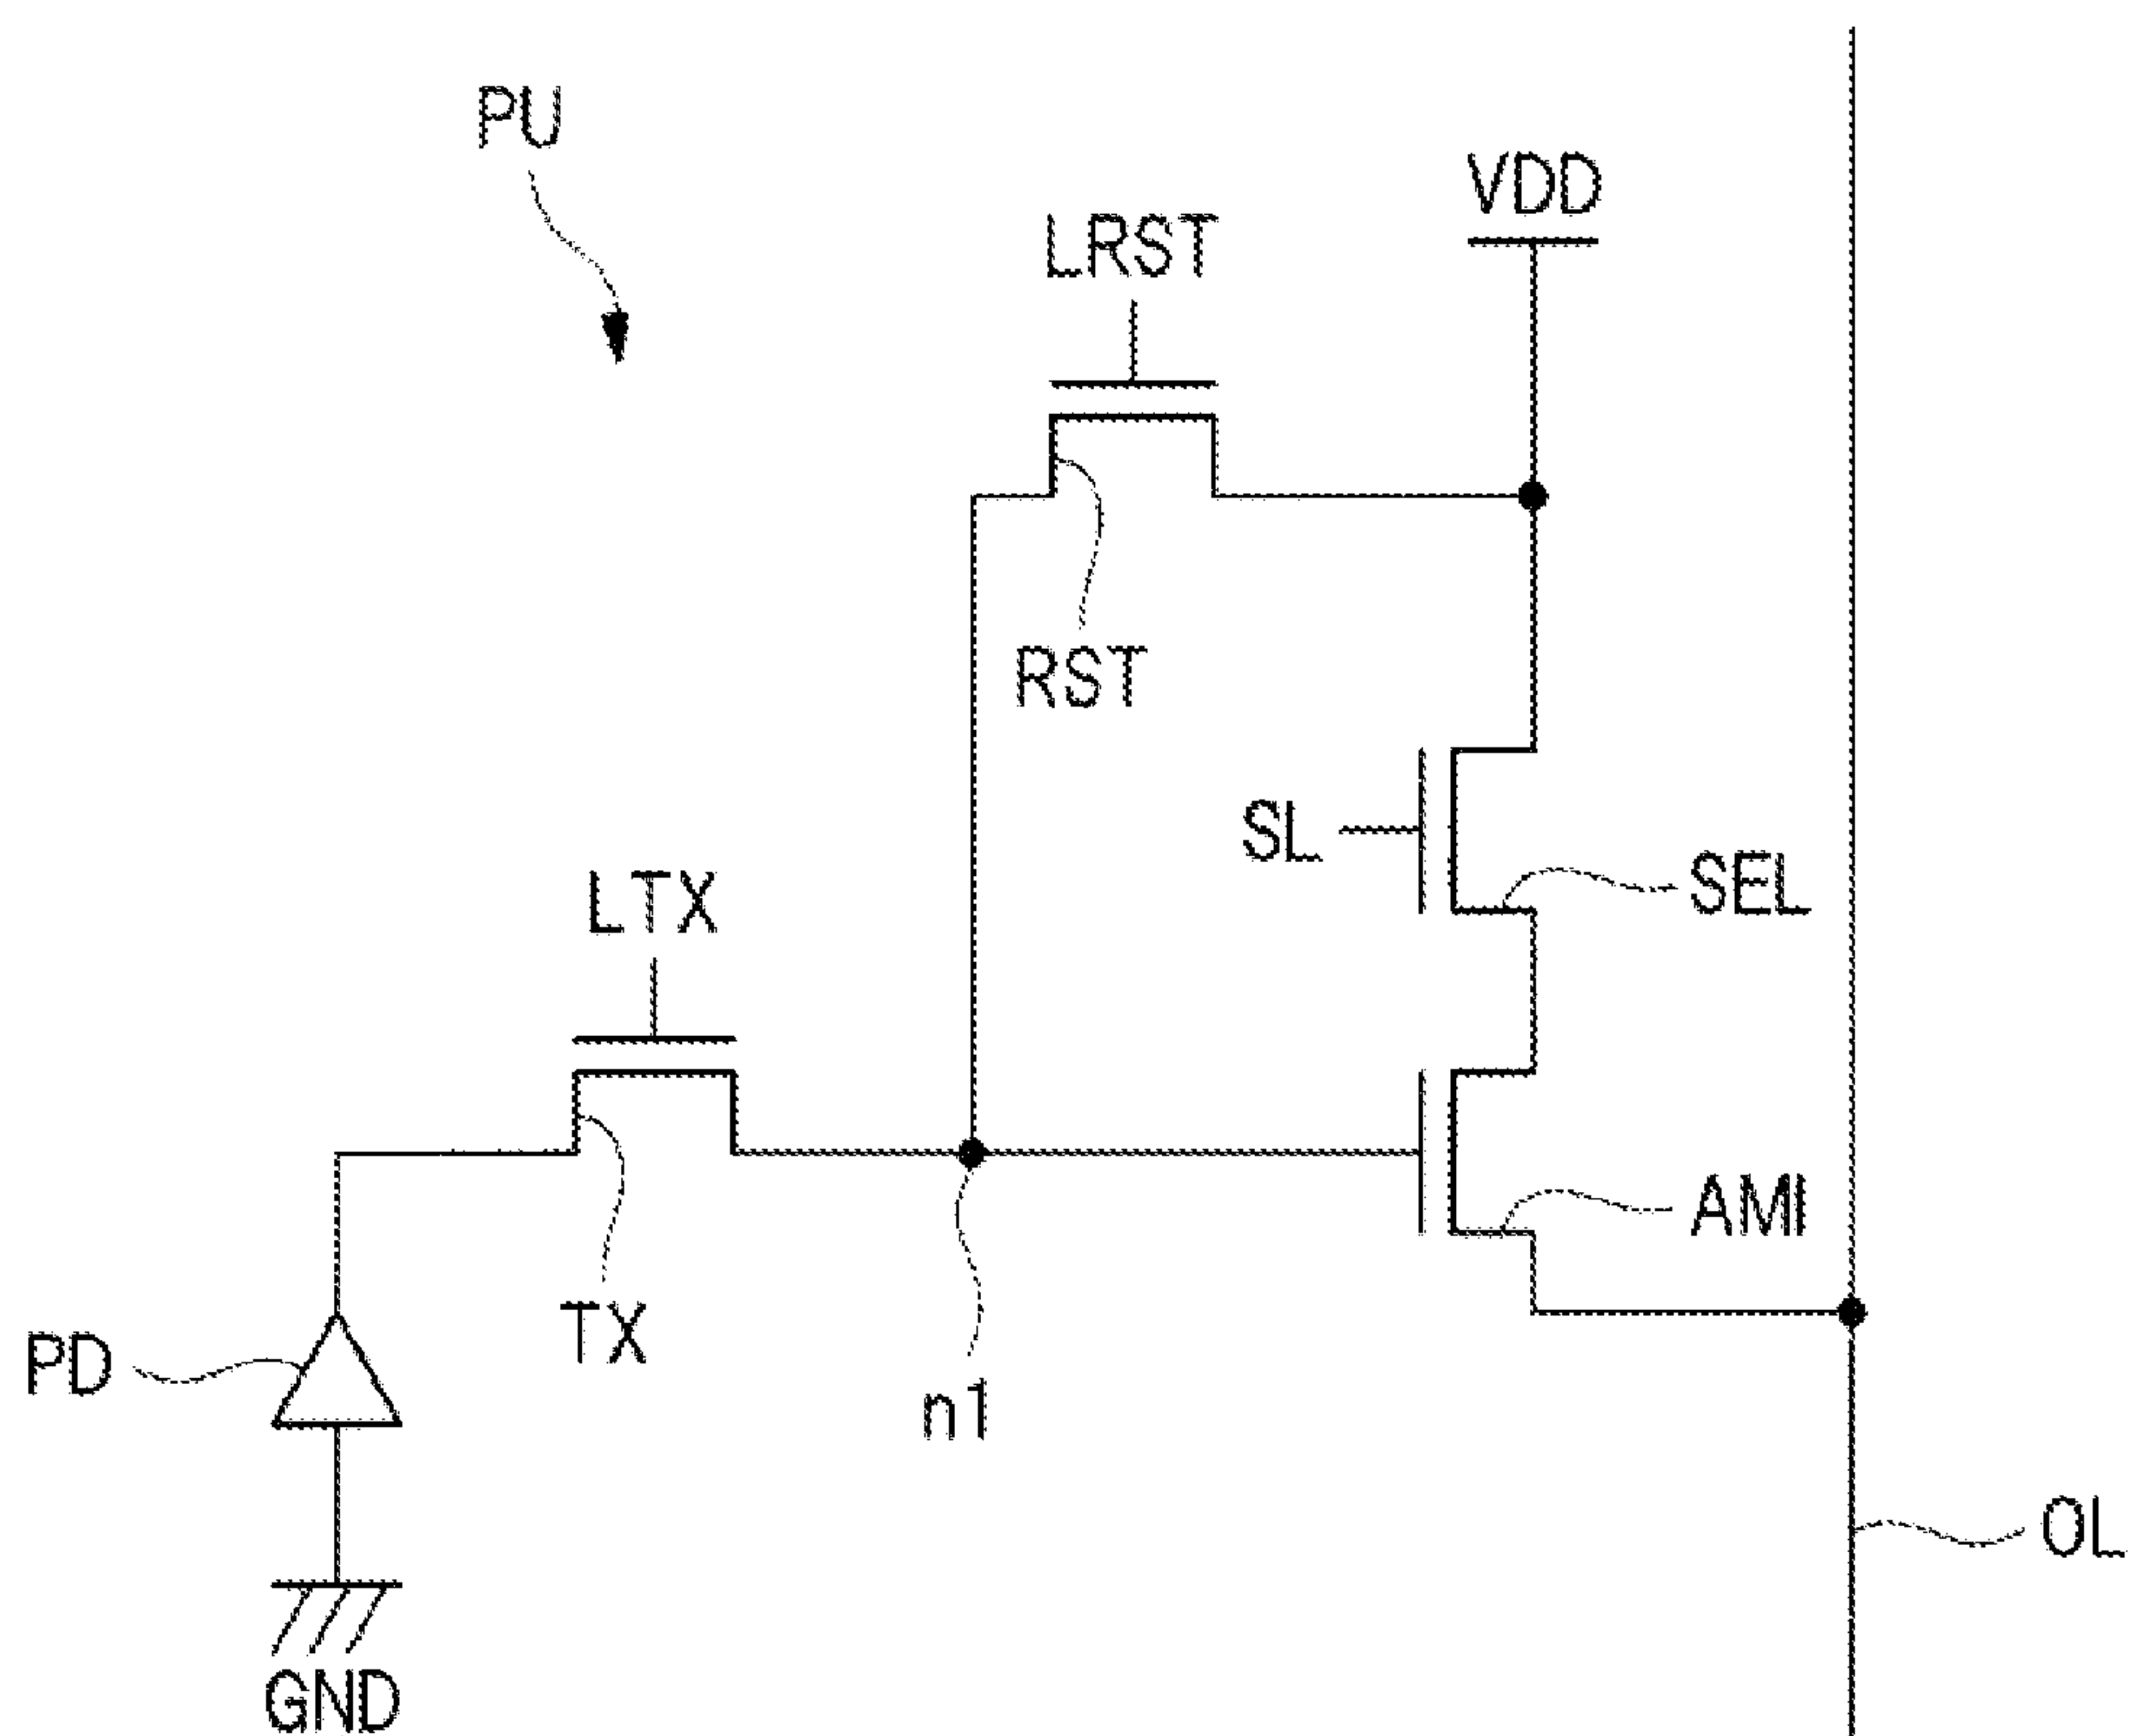 PU
VDD
LRST
RST
SL
SEL
LTX
AMI
TX
PD
n1
OL
GND